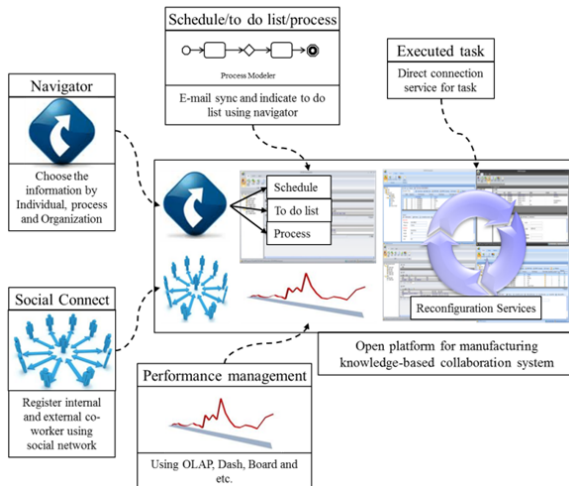 Schedule/to do list/process
Process Modeler
E-mail sync and indicate to do
list using navigator
Executed task
Direct connection
service for task
Navigator
Choose the
information by
Individual, process
and Organization
Schedule
To do list
Process
Reconfiguration Services
Social Connect
Register internal
and external co-
worker using
social network
Open platform for manufacturing
knowledge-based collaboration system
Performance management
Using OLAP, Dash, Board and
etc.